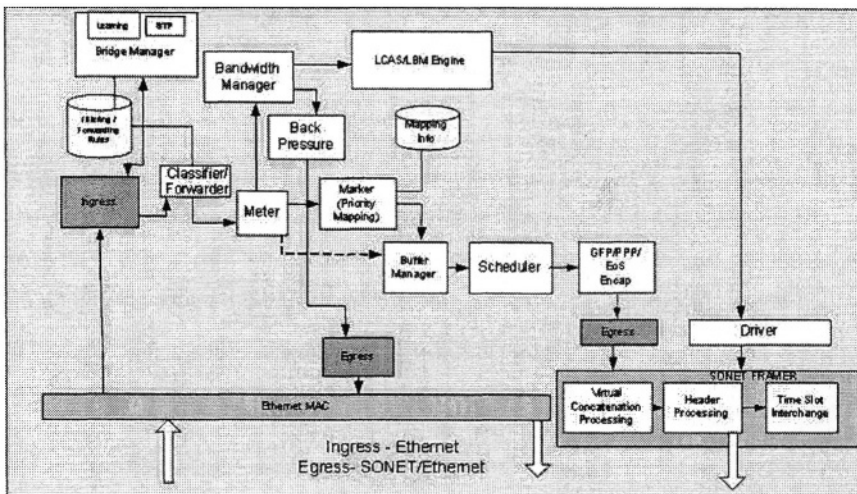 Learning
STP
Bridge Manager
Filtering /
Forwarding
Rules
Ingress
Classifier/
Forwarder
Bandwidth
Manager
LCAS/LBM Engine
Back
Pressure
Mapping
Info
Meter
Marker
(Priority
Mapping)
Buffer
Manager
Scheduler
GFP/PPP/
EoS
Encap
Egress
Egress
Driver
SONET FRAMER
Virtual
Concatenation
Processing
Header
Processing
Time Slot
Interchange
Ethernet MAC
Ingress - Ethernet
Egress- SONET/Ethernet